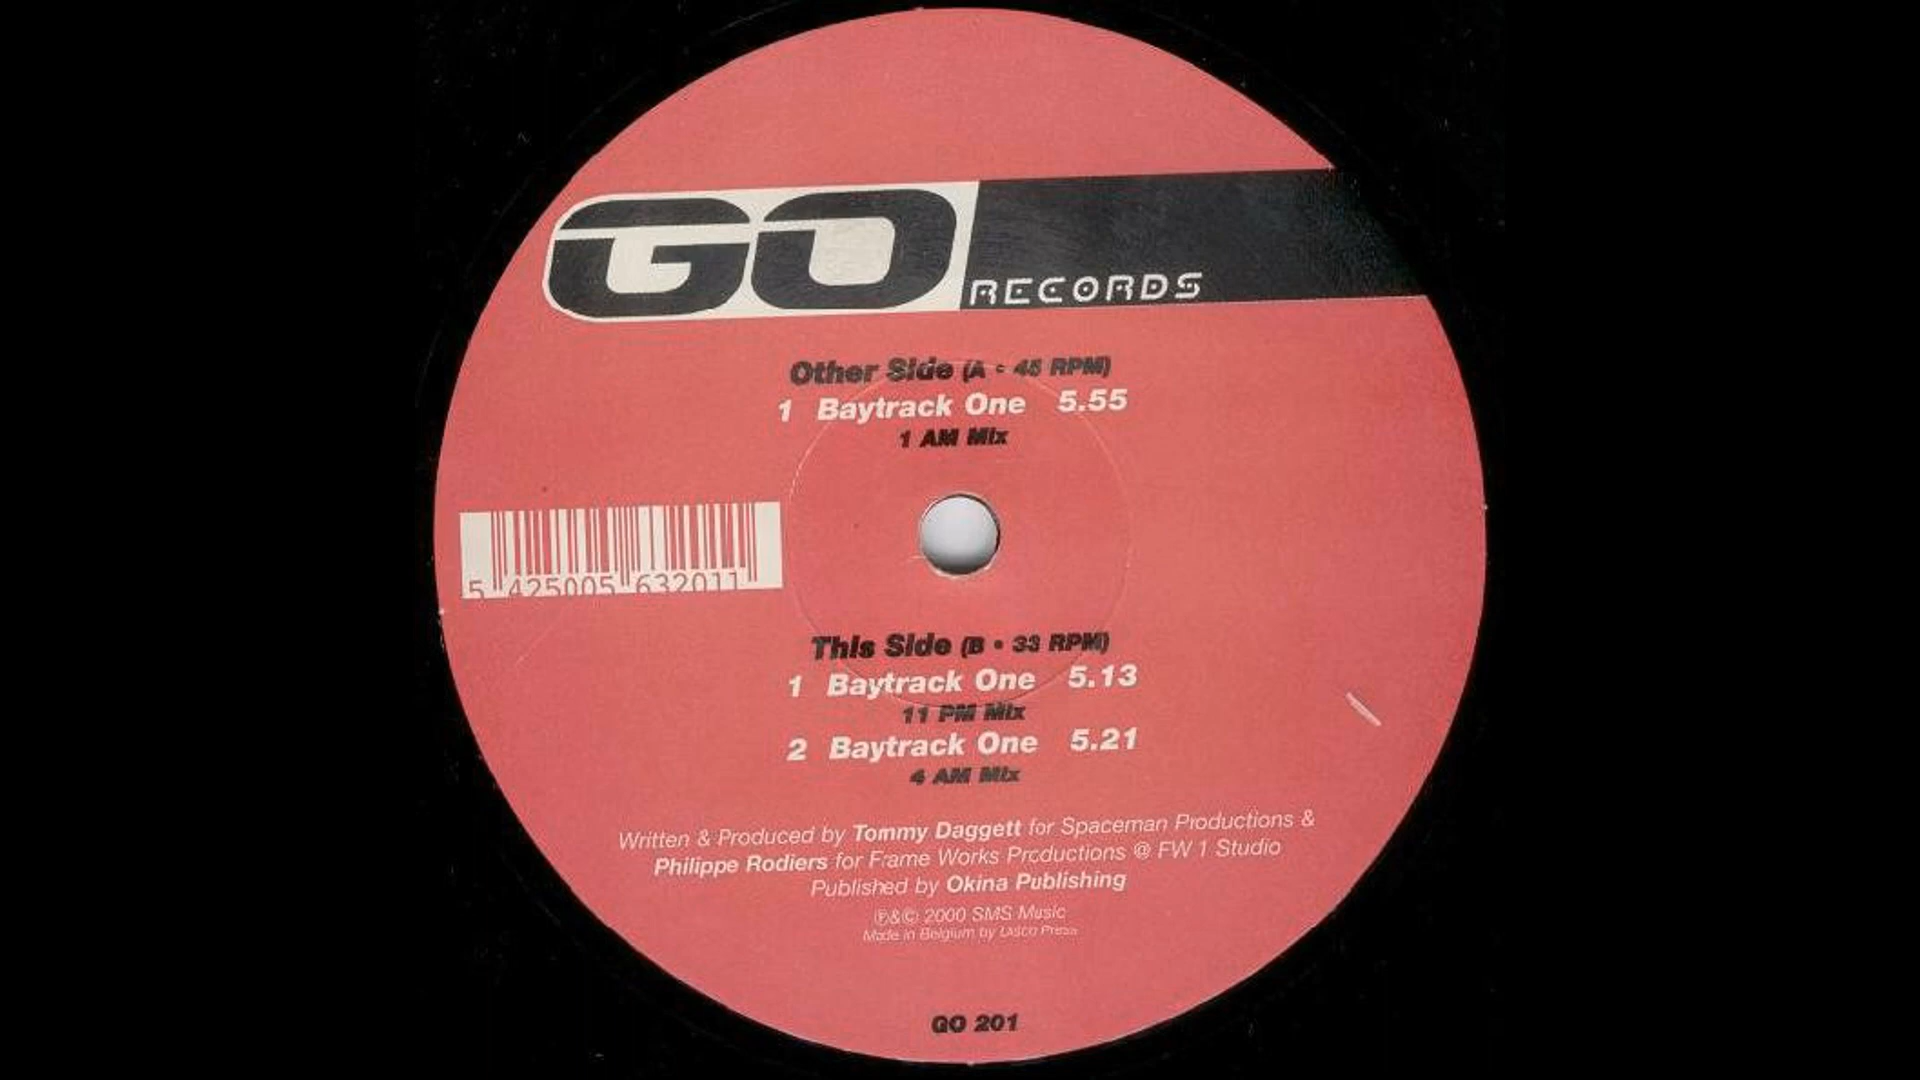 GO RECORDS
Other Side (A • 45 RPM)
1 Baytrack One 5.55
1 AM Mix
5 425005 632011
This Side (B • 33 RPM)
1 Baytrack One 5.13
11 PM Mix
2 Baytrack One 5.21
4 AM Mix
Written & Produced by Tommy Daggett for Spaceman Productions &
Philippe Rodiers for Frame Works Productions @ FW 1 Studio
Published by Okina Publishing
℗&© 2000 SMS Music
Made in Belgium by Disco Press
GO 201